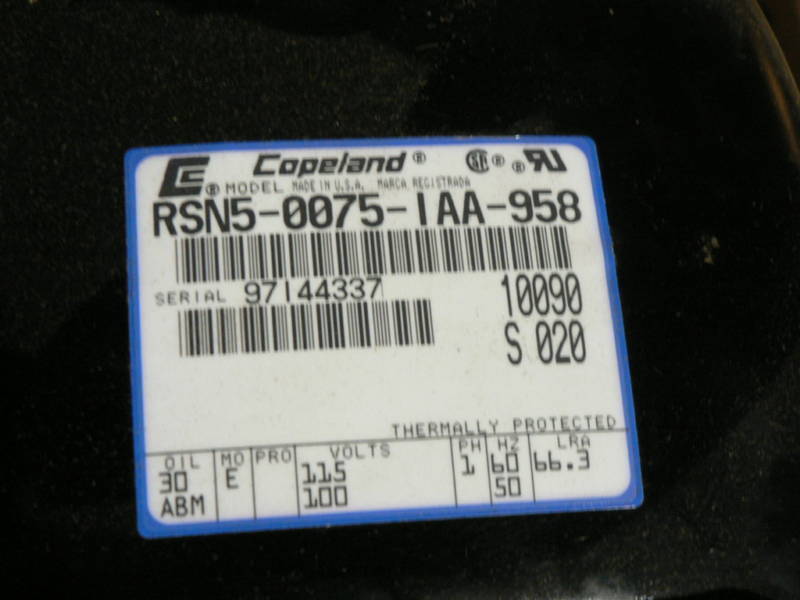 Copeland®
MODEL MADE IN U.S.A. MARCA REGISTRADA
RSN5-0075-IAA-958
SERIAL 97144337
10090
S 020
THERMALLY PROTECTED
OIL MO PRO VOLTS PH HZ LRA
30 E 115 1 60 66.3
ABM 100 50